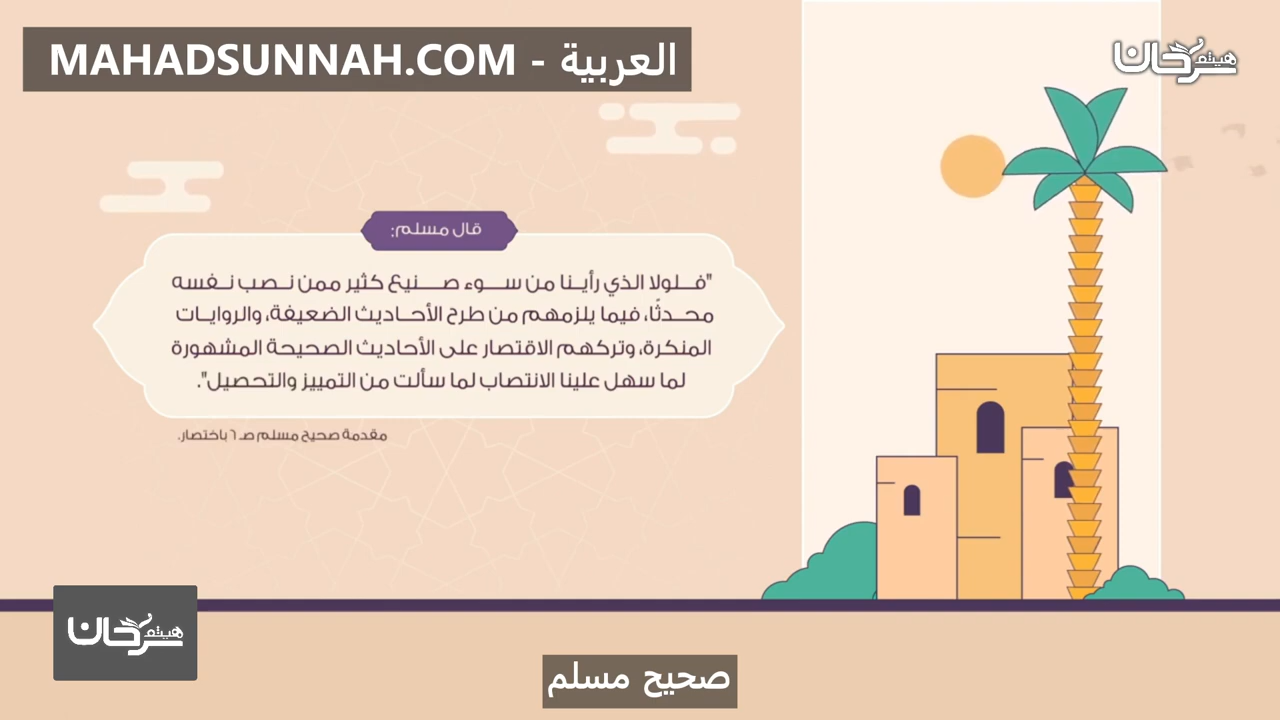 MAHADSUNNAH.COM - العربية
هيثم سرحان
قال مسلم:
"فلولا الذي رأينا من سوء صنيع كثير ممن نصب نفسه
محدثًا، فيما يلزمهم من طرح الأحاديث الضعيفة، والروايات
المنكرة، وتركهم الاقتصار على الأحاديث الصحيحة المشهورة
لما سهل علينا الانتصاب لما سألت من التمييز والتحصيل".
مقدمة صحيح مسلم صـ ٦ باختصار.
هيثم سرحان
صحيح مسلم